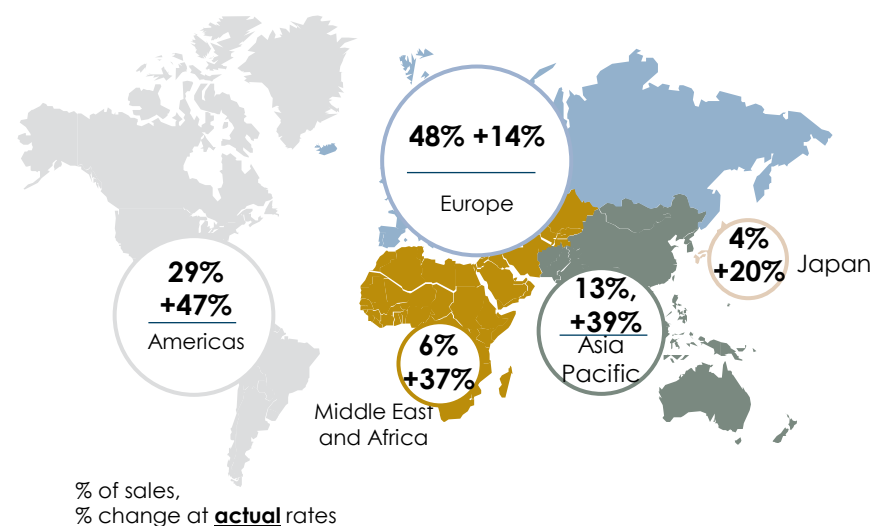 48% +14%
Europe
4%
+20%
Japan
29%
+47%
Americas
13%,
+39%
Asia
Pacific
6%
+37%
Middle East
and Africa
% of sales,
% change at actual rates